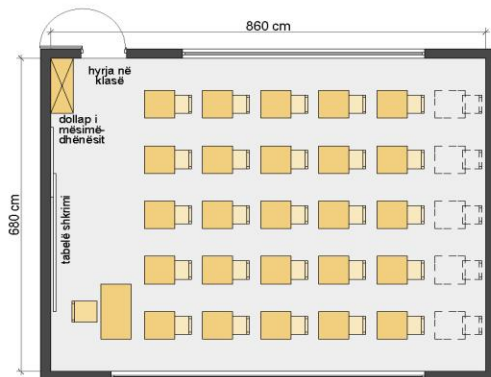 860 cm
hyrja në
klasë
dollap i
mësimë-
dhënësit
680 cm
tabelë shkrimi